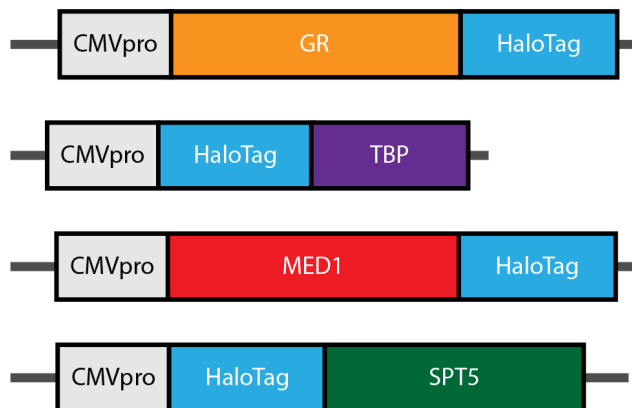 CMVpro GR HaloTag
CMVpro HaloTag TBP
CMVpro MED1 HaloTag
CMVpro HaloTag SPT5